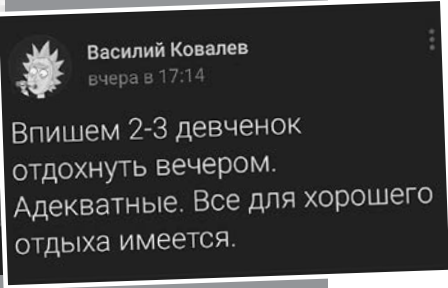 Василий Ковалев
вчера в 17:14
Впишем 2-3 девченок
отдохнуть вечером.
Адекватные. Все для хорошего
отдыха имеется.